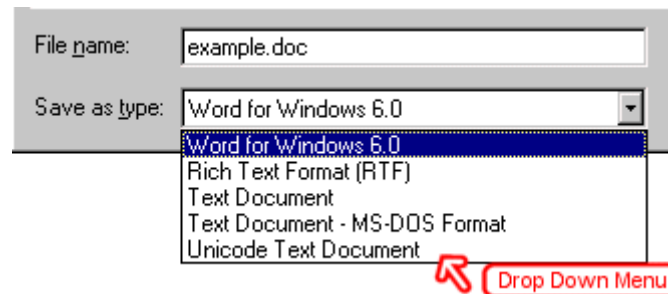 File name: example.doc
Save as type: Word for Windows 6.0
Word for Windows 6.0
Rich Text Format (RTF)
Text Document
Text Document - MS-DOS Format
Unicode Text Document
Drop Down Menu